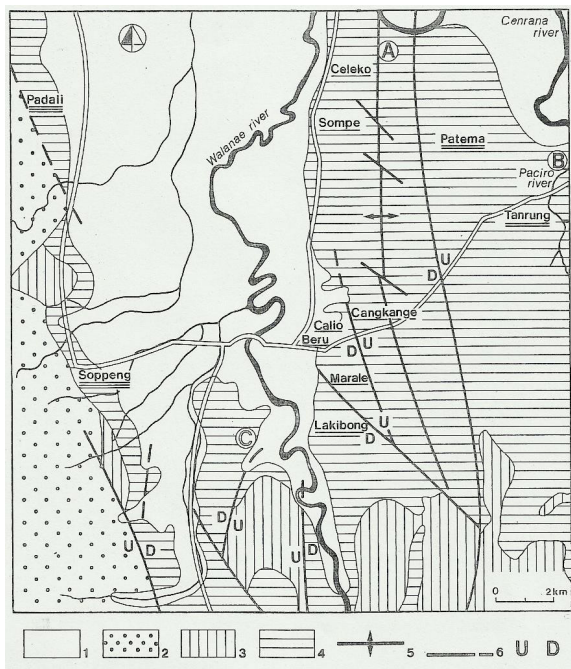 Cenrana
river
A
Celeko
Padali
Sompe
Walanae river
Patema
B
Paciro
river
Tanrung
U
D
Cangkange
Calio
Beru
D U
Soppeng
Marale
Lakibong
U
D
C
D U
U D
U D
0 2km
1 2 3 4 5 6 U D